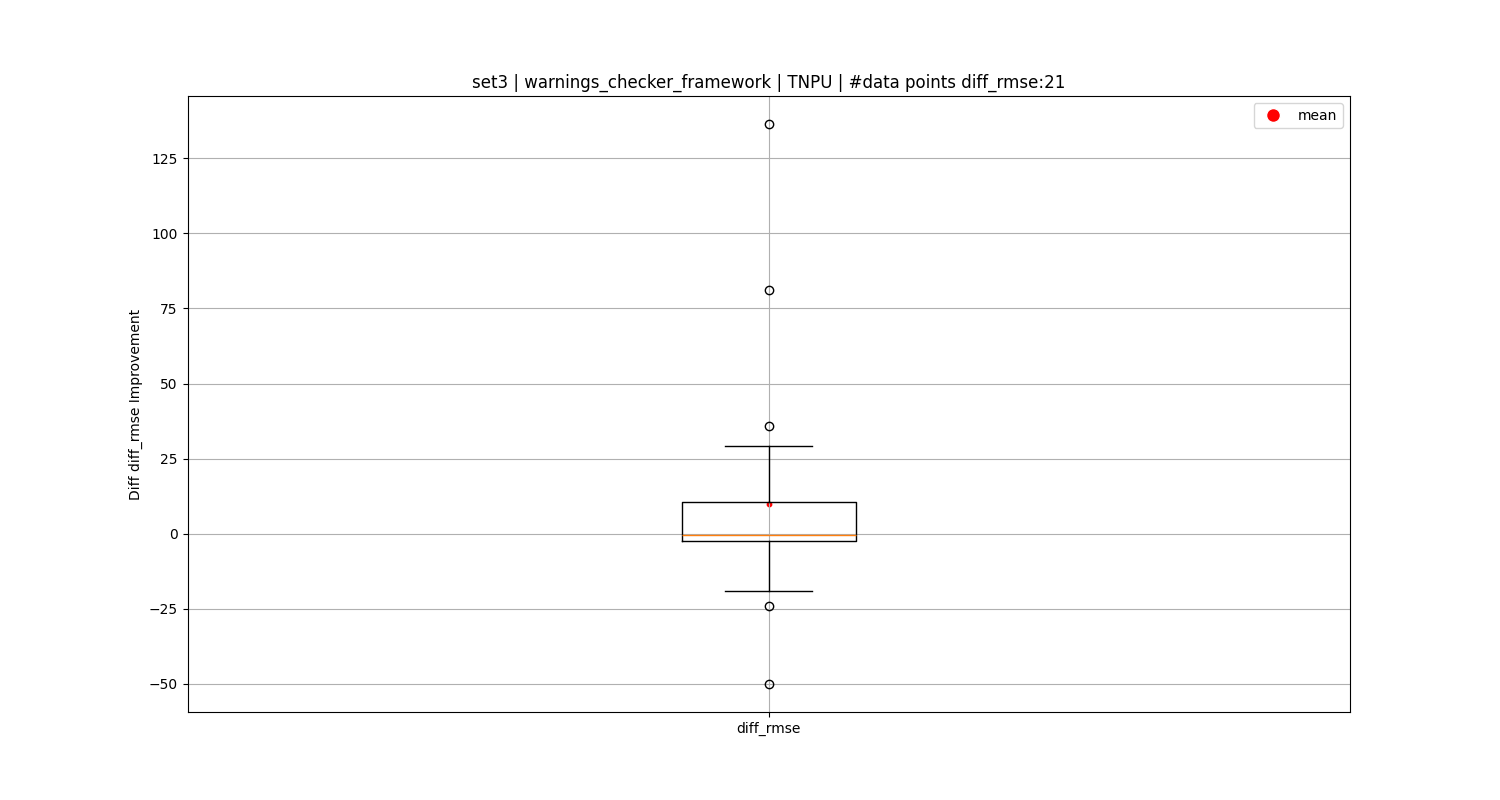 set3 | warnings_checker_framework | TNPU | #data points diff_rmse:21
mean
125
100
75
50
25
0
−25
−50
Diff diff_rmse Improvement
diff_rmse